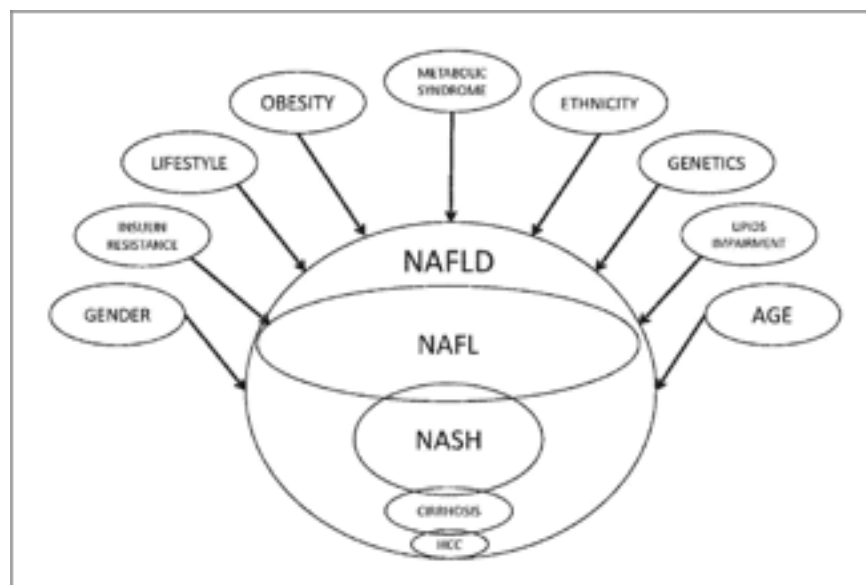 METABOLIC
SYNDROME
OBESITY
ETHNICITY
LIFESTYLE
GENETICS
INSULIN
RESISTANCE
LIPIDS
IMPAIRMENT
NAFLD
GENDER
AGE
NAFL
NASH
CIRRHOSIS
HCC